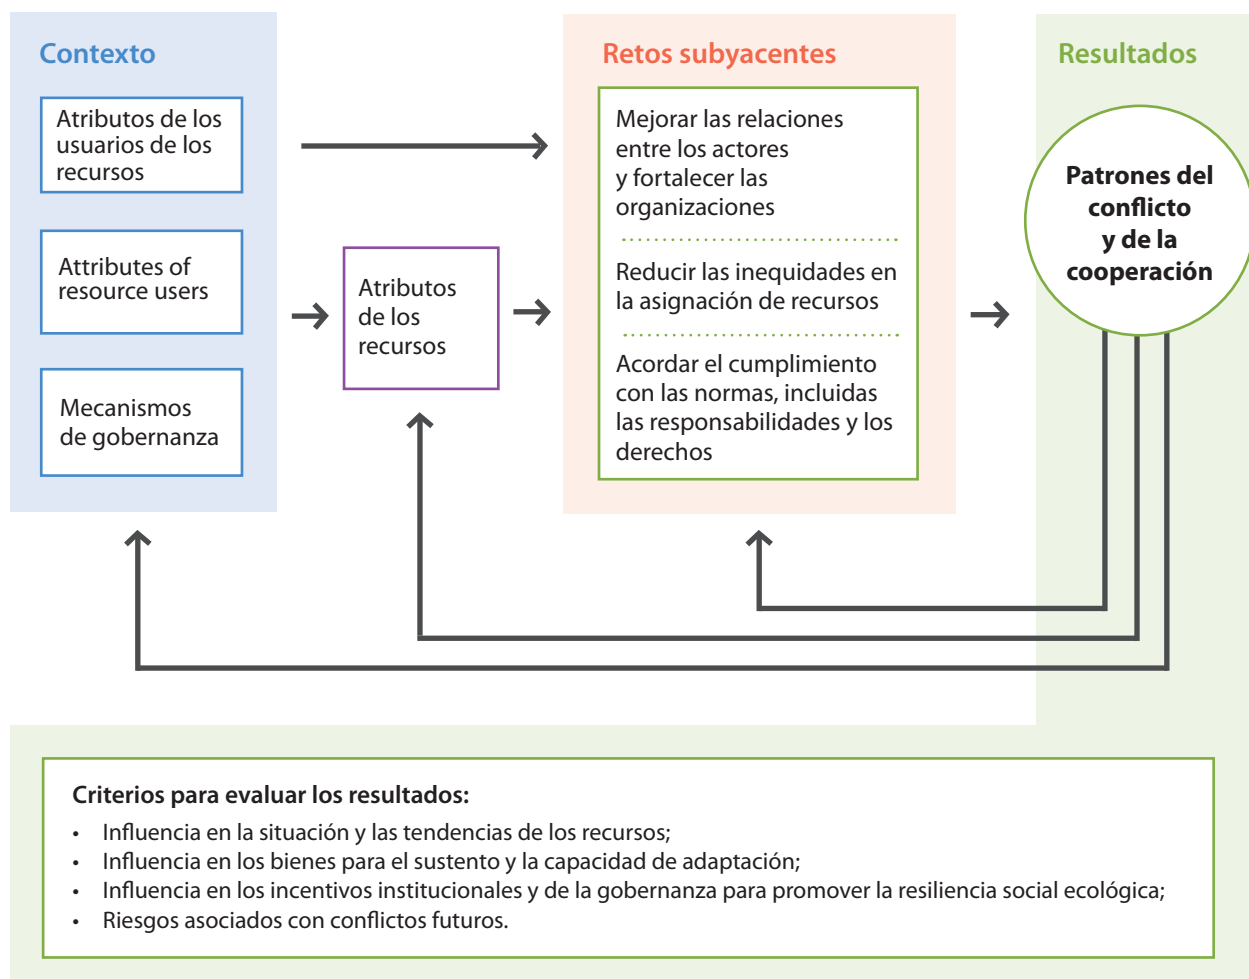 Contexto
Atributos de los
usuarios de los
recursos
Attributes of
resource users
Mecanismos
de gobernanza
Atributos
de los
recursos
Retos subyacentes
Mejorar las relaciones
entre los actores
y fortalecer las
organizaciones
Reducir las inequidades en
la asignación de recursos
Acordar el cumplimiento
con las normas, incluidas
las responsabilidades y los
derechos
Resultados
Patrones del
conflicto
y de la
cooperación
Criterios para evaluar los resultados:
• Influencia en la situación y las tendencias de los recursos;
• Influencia en los bienes para el sustento y la capacidad de adaptación;
• Influencia en los incentivos institucionales y de la gobernanza para promover la resiliencia social ecológica;
• Riesgos asociados con conflictos futuros.